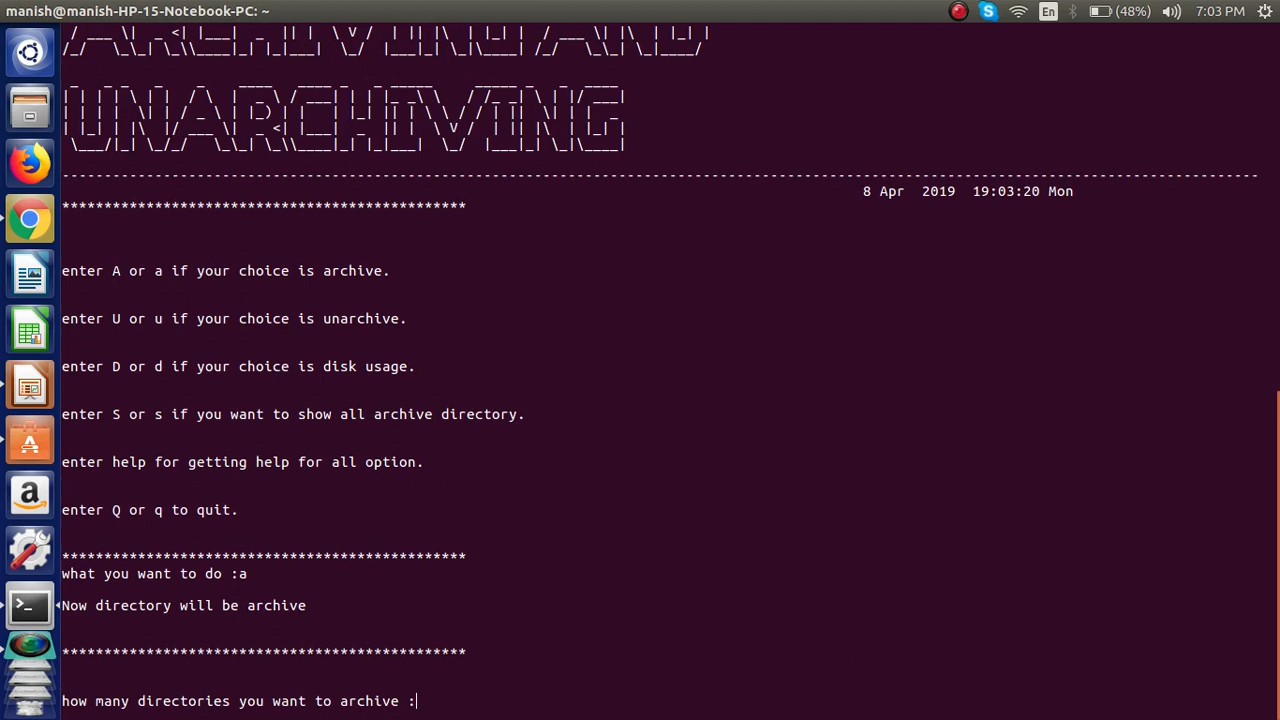 manish@manish-HP-15-Notebook-PC: ~
En
(48%)
7:03 PM
ARCHIVING AND
UNARCHIVING
--------------------------------------------------------------------------------------------------------------------------------------------
8 Apr  2019  19:03:20 Mon
************************************************
enter A or a if your choice is archive.
enter U or u if your choice is unarchive.
enter D or d if your choice is disk usage.
enter S or s if you want to show all archive directory.
enter help for getting help for all option.
enter Q or q to quit.
************************************************
what you want to do :a
Now directory will be archive
************************************************
how many directories you want to archive :